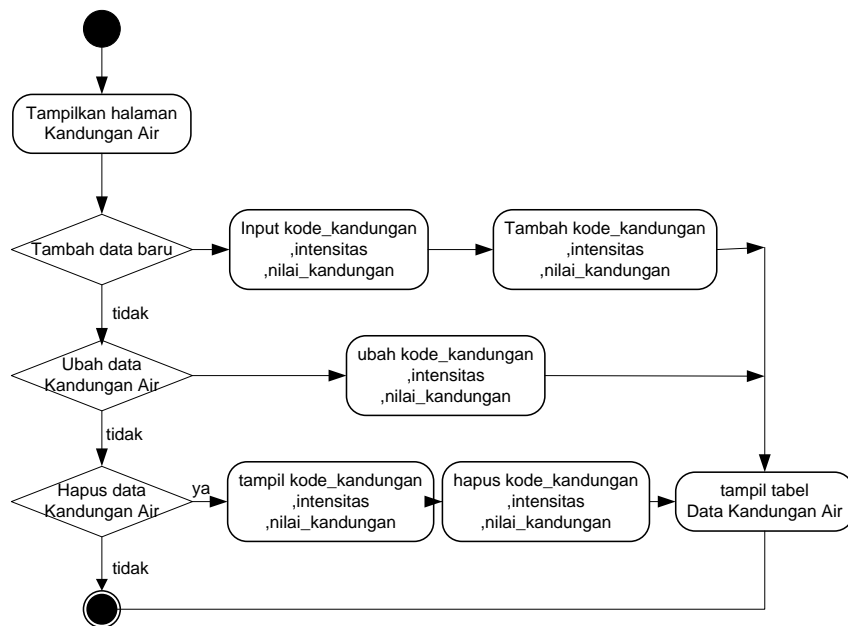 Tampilkan halaman
Kandungan Air
Tambah data baru
Input kode_kandungan
,intensitas
,nilai_kandungan
Tambah kode_kandungan
,intensitas
,nilai_kandungan
tidak
Ubah data
Kandungan Air
ubah kode_kandungan
,intensitas
,nilai_kandungan
tidak
Hapus data
Kandungan Air
ya
tampil kode_kandungan
,intensitas
,nilai_kandungan
hapus kode_kandungan
,intensitas
,nilai_kandungan
tampil tabel
Data Kandungan Air
tidak